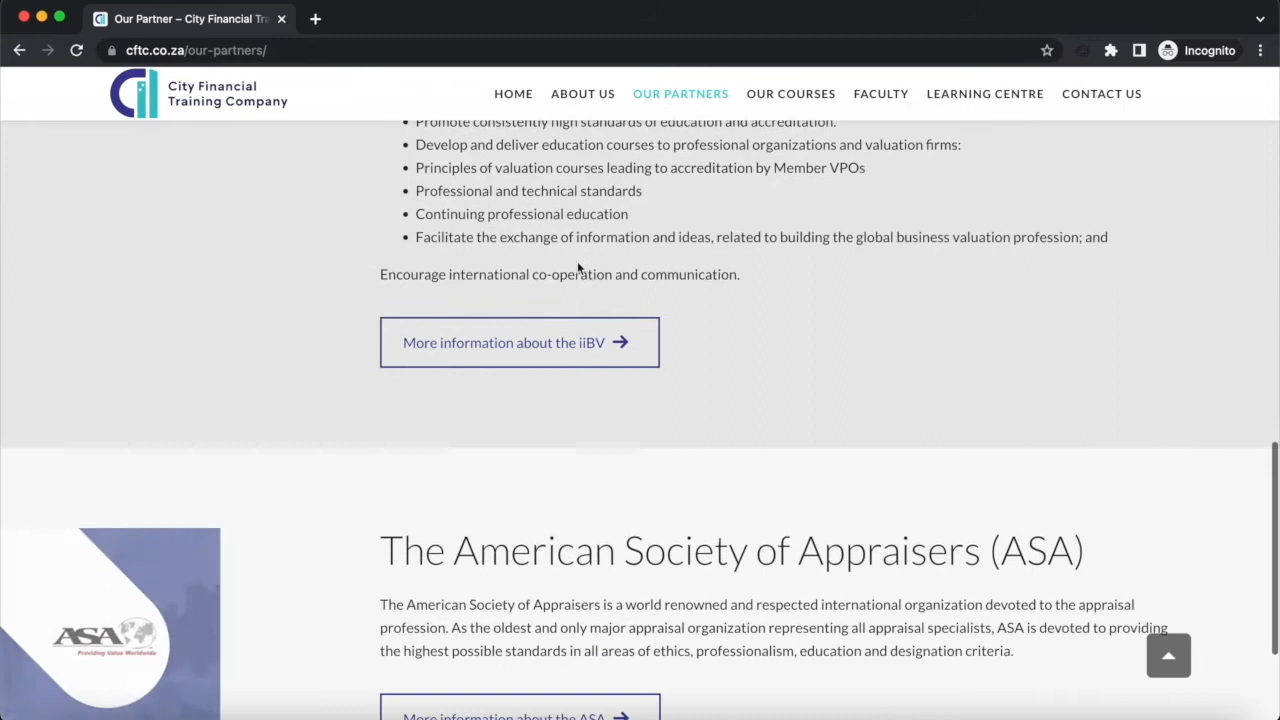 Our Partner – City Financial Tra
cftc.co.za/our-partners/
Incognito
City Financial
Training Company
HOME
ABOUT US
OUR PARTNERS
OUR COURSES
FACULTY
LEARNING CENTRE
CONTACT US
• Promote consistently high standards of education and accreditation.
• Develop and deliver education courses to professional organizations and valuation firms:
• Principles of valuation courses leading to accreditation by Member VPOs
• Professional and technical standards
• Continuing professional education
• Facilitate the exchange of information and ideas, related to building the global business valuation profession; and
Encourage international co-operation and communication.
More information about the iiBV
The American Society of Appraisers (ASA)
The American Society of Appraisers is a world renowned and respected international organization devoted to the appraisal
profession. As the oldest and only major appraisal organization representing all appraisal specialists, ASA is devoted to providing
the highest possible standards in all areas of ethics, professionalism, education and designation criteria.
ASA
Providing Value Worldwide
More information about the ASA